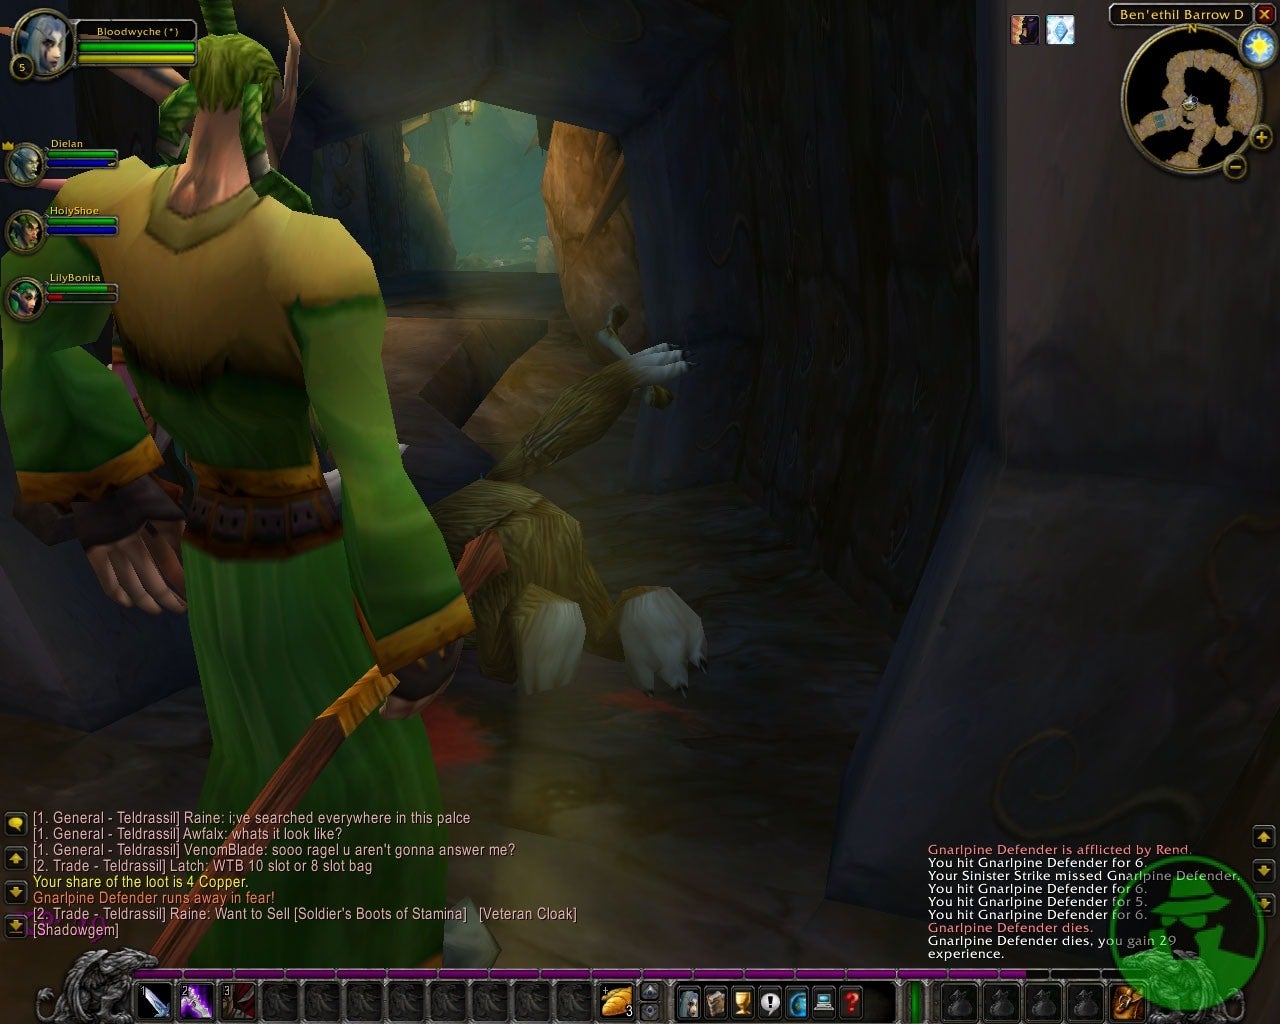 Bloodwyche (*)
5
Dielan
HolyShoe
LilyBonita
Ben'ethil Barrow D
N
[1. General - Teldrassil] Raine: i;ve searched everywhere in this palce
[1. General - Teldrassil] Awfalx: whats it look like?
[1. General - Teldrassil] VenomBlade: sooo ragel u aren't gonna answer me?
[2. Trade - Teldrassil] Latch: WTB 10 slot or 8 slot bag
Your share of the loot is 4 Copper.
Gnarlpine Defender runs away in fear!
[2. Trade - Teldrassil] Raine: Want to Sell [Soldier's Boots of Stamina] [Veteran Cloak]
[Shadowgem]
Gnarlpine Defender is afflicted by Rend.
You hit Gnarlpine Defender for 6.
Your Sinister Strike missed Gnarlpine Defender.
You hit Gnarlpine Defender for 6.
You hit Gnarlpine Defender for 5.
You hit Gnarlpine Defender for 6.
Gnarlpine Defender dies.
Gnarlpine Defender dies, you gain 29
experience.
1 2 3 + 3